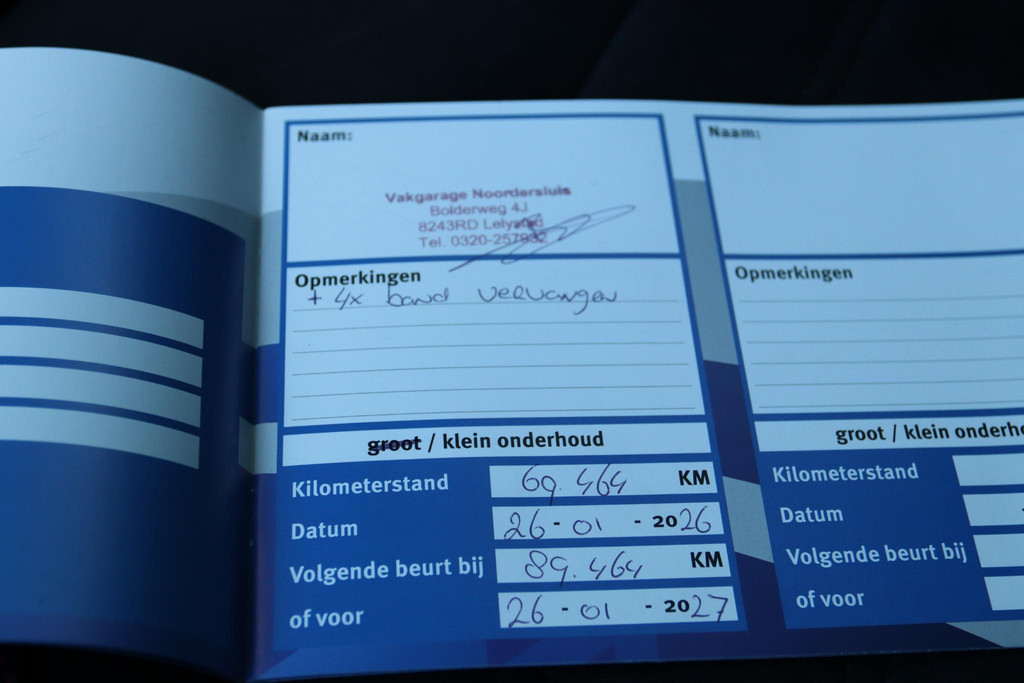 Naam:
Vakgarage Noordersluis
Bolderweg 4J
8243RD Lelystad
Tel. 0320-257932
Opmerkingen
+ 4x band vervangen
groot / klein onderhoud
Kilometerstand 69.464 KM
Datum 26 - 01 - 2026
Volgende beurt bij 89.464 KM
of voor 26 - 01 - 2027
Naam:
Opmerkingen
groot / klein onderho
Kilometerstand
Datum
Volgende beurt bij
of voor